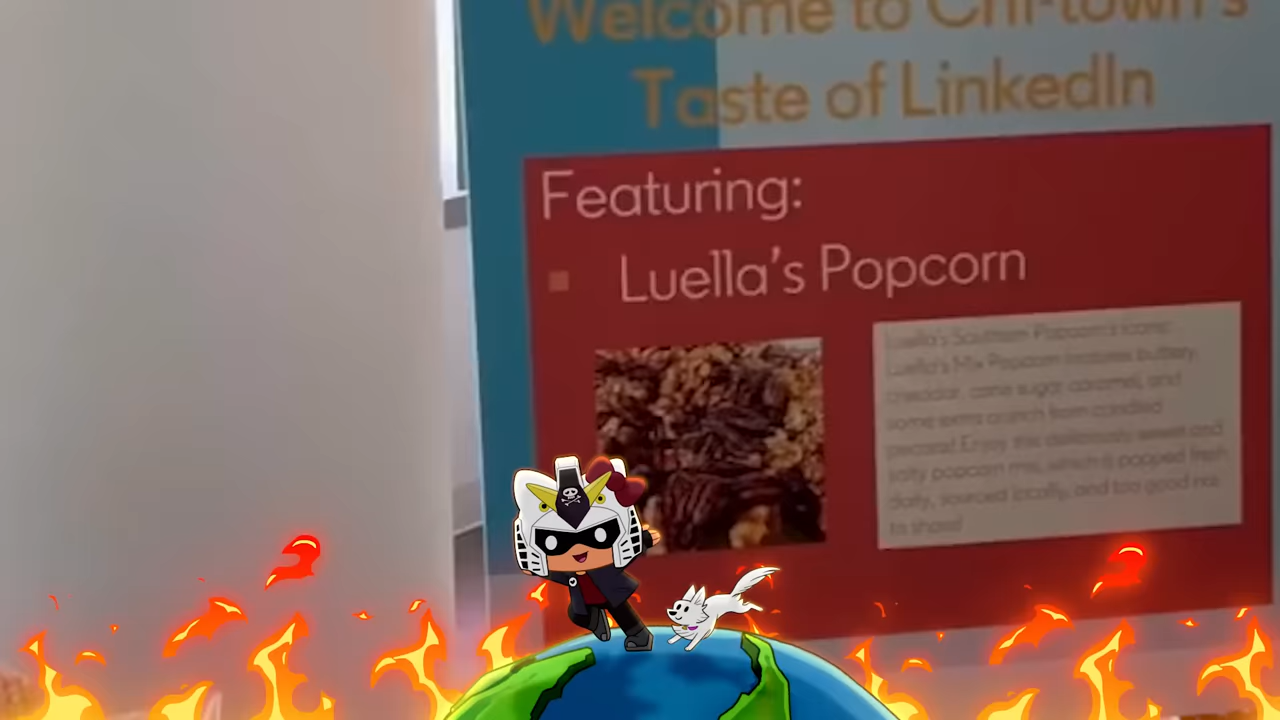 Welcome to Chi-town's
Taste of LinkedIn
Featuring:
Luella's Popcorn
Luella's Southern Popcorn's iconic
Luella's Mix Popcorn features buttery
cheddar, cane sugar caramel, and
some extra crunch from candied
pecans! Enjoy this deliciously sweet and
salty popcorn mix, which is popped fresh
daily, sourced locally, and too good not
to share!